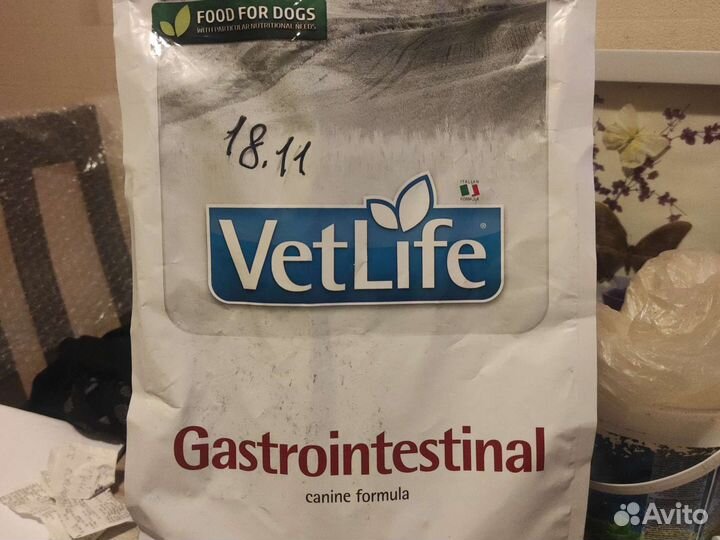 FOOD FOR DOGS
WITH PARTICULAR NUTRITIONAL NEEDS
18.11
ITALIAN
FORMULA
VetLife®
Gastrointestinal
canine formula
Avito